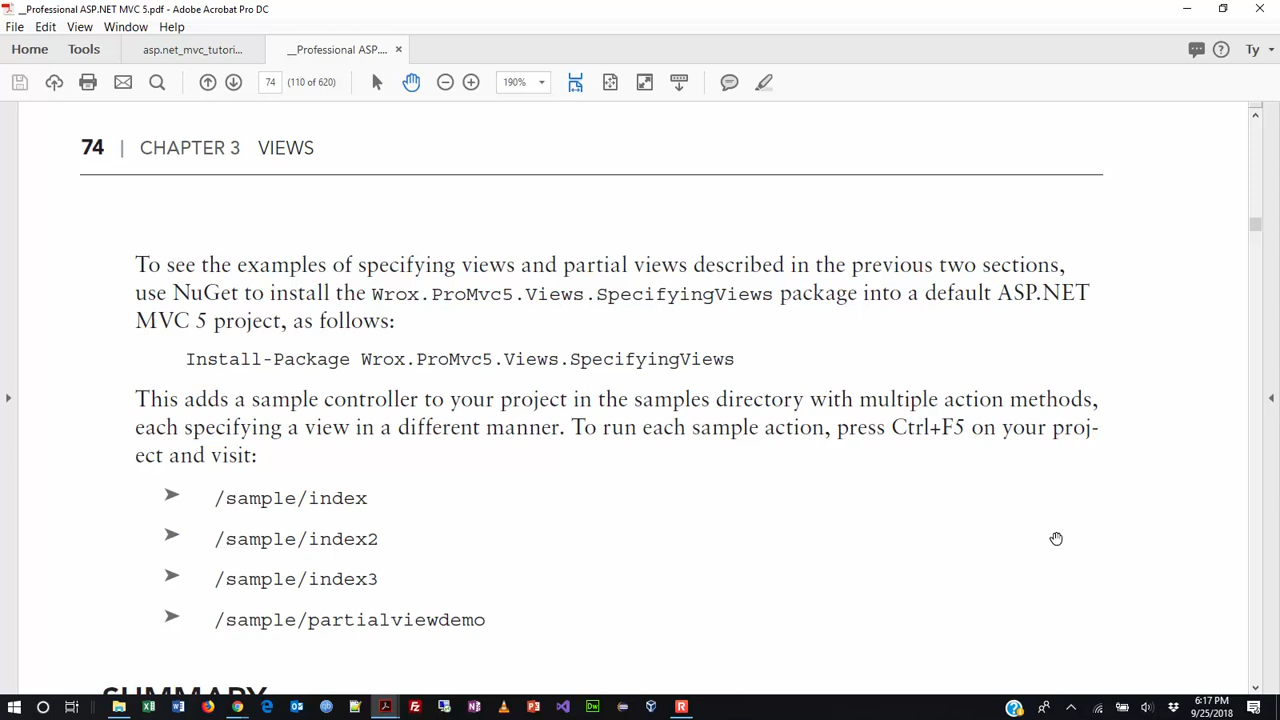 __Professional ASP.NET MVC 5.pdf - Adobe Acrobat Pro DC
File Edit View Window Help
Home Tools asp.net_mvc_tutori... __Professional ASP.... ×
74 (110 of 620) 190% Ty
74 | CHAPTER 3 VIEWS
To see the examples of specifying views and partial views described in the previous two sections,
use NuGet to install the Wrox.ProMvc5.Views.SpecifyingViews package into a default ASP.NET
MVC 5 project, as follows:
Install-Package Wrox.ProMvc5.Views.SpecifyingViews
This adds a sample controller to your project in the samples directory with multiple action methods,
each specifying a view in a different manner. To run each sample action, press Ctrl+F5 on your proj-
ect and visit:
➤ /sample/index
➤ /sample/index2
➤ /sample/index3
➤ /sample/partialviewdemo
SUMMARY
6:17 PM
9/25/2018